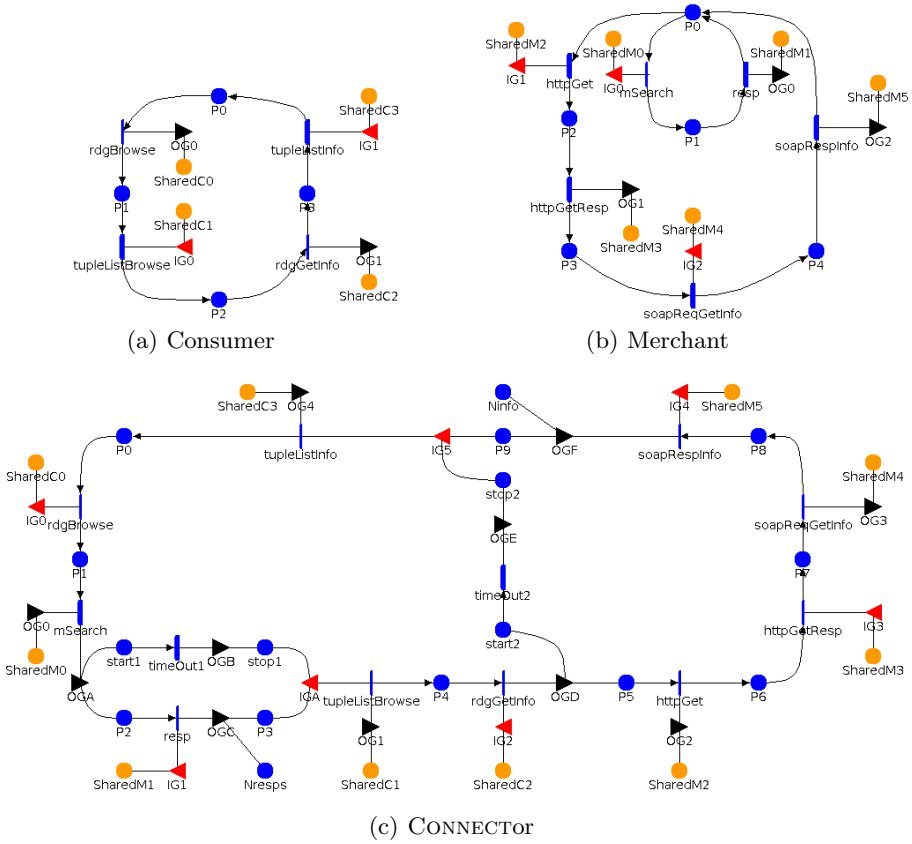 P0
SharedM2
SharedM0
SharedM1
IG1
httpGet
IG0
mSearch
resp
OG0
SharedM5
P0
SharedC3
rdgBrowse
OG0
tupleListInfo
IG1
P2
P1
soapRespInfo
OG2
SharedC0
P1
SharedC1
P3
httpGetResp
OG1
SharedM4
SharedM3
tupleListBrowse
IG0
rdgGetInfo
OG1
P3
IG2
P4
SharedC2
P2
soapReqGetInfo
(a) Consumer
(b) Merchant
SharedC3
OG4
Ninfo
IG4
SharedM5
P0
tupleListInfo
IG5
P9
OGF
soapRespInfo
P8
SharedC0
SharedM4
IG0
rdgBrowse
stop2
soapReqGetInfo
OG3
OGE
P1
P7
timeOut2
OG0
mSearch
start2
httpGetResp
IG3
SharedM0
start1
timeOut1
OGB
stop1
SharedM3
OGA
IGA
tupleListBrowse
P4
rdgGetInfo
OGD
P5
httpGet
P6
P2
resp
OGC
P3
OG1
IG2
OG2
SharedM1
IG1
Nresps
SharedC1
SharedC2
SharedM2
(c) CONNECTor